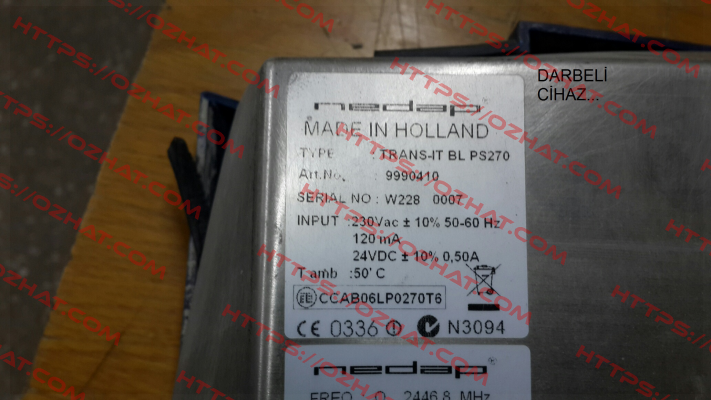 DARBELİ
CİHAZ...
nedap
MADE IN HOLLAND
TYPE : TRANS-IT BL PS270
Art.No. : 9990410
SERIAL NO : W228 0007
INPUT : 230Vac ± 10% 50-60 Hz
120 mA
24VDC ± 10% 0,50A
T amb : 50' C
CCAB06LP0270T6
CE 0336 N3094
nedap
FREQ 2446.8 MHz
HTTPS://OZHAT.COM